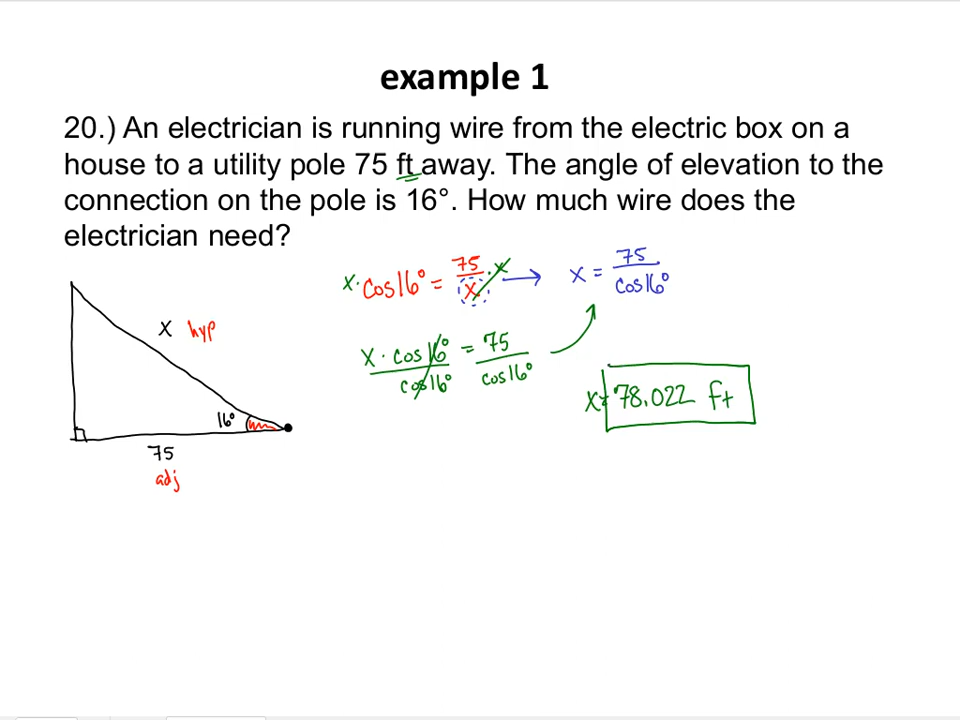 example 1
20.) An electrician is running wire from the electric box on a
house to a utility pole 75 ft away. The angle of elevation to the
connection on the pole is 16°. How much wire does the
electrician need?
x· cos16° = 75/x · x → x = 75/cos16°
x · cos16°/cos16° = 75/cos16°
x hyp
x= 78.022 ft
16°
75
adj